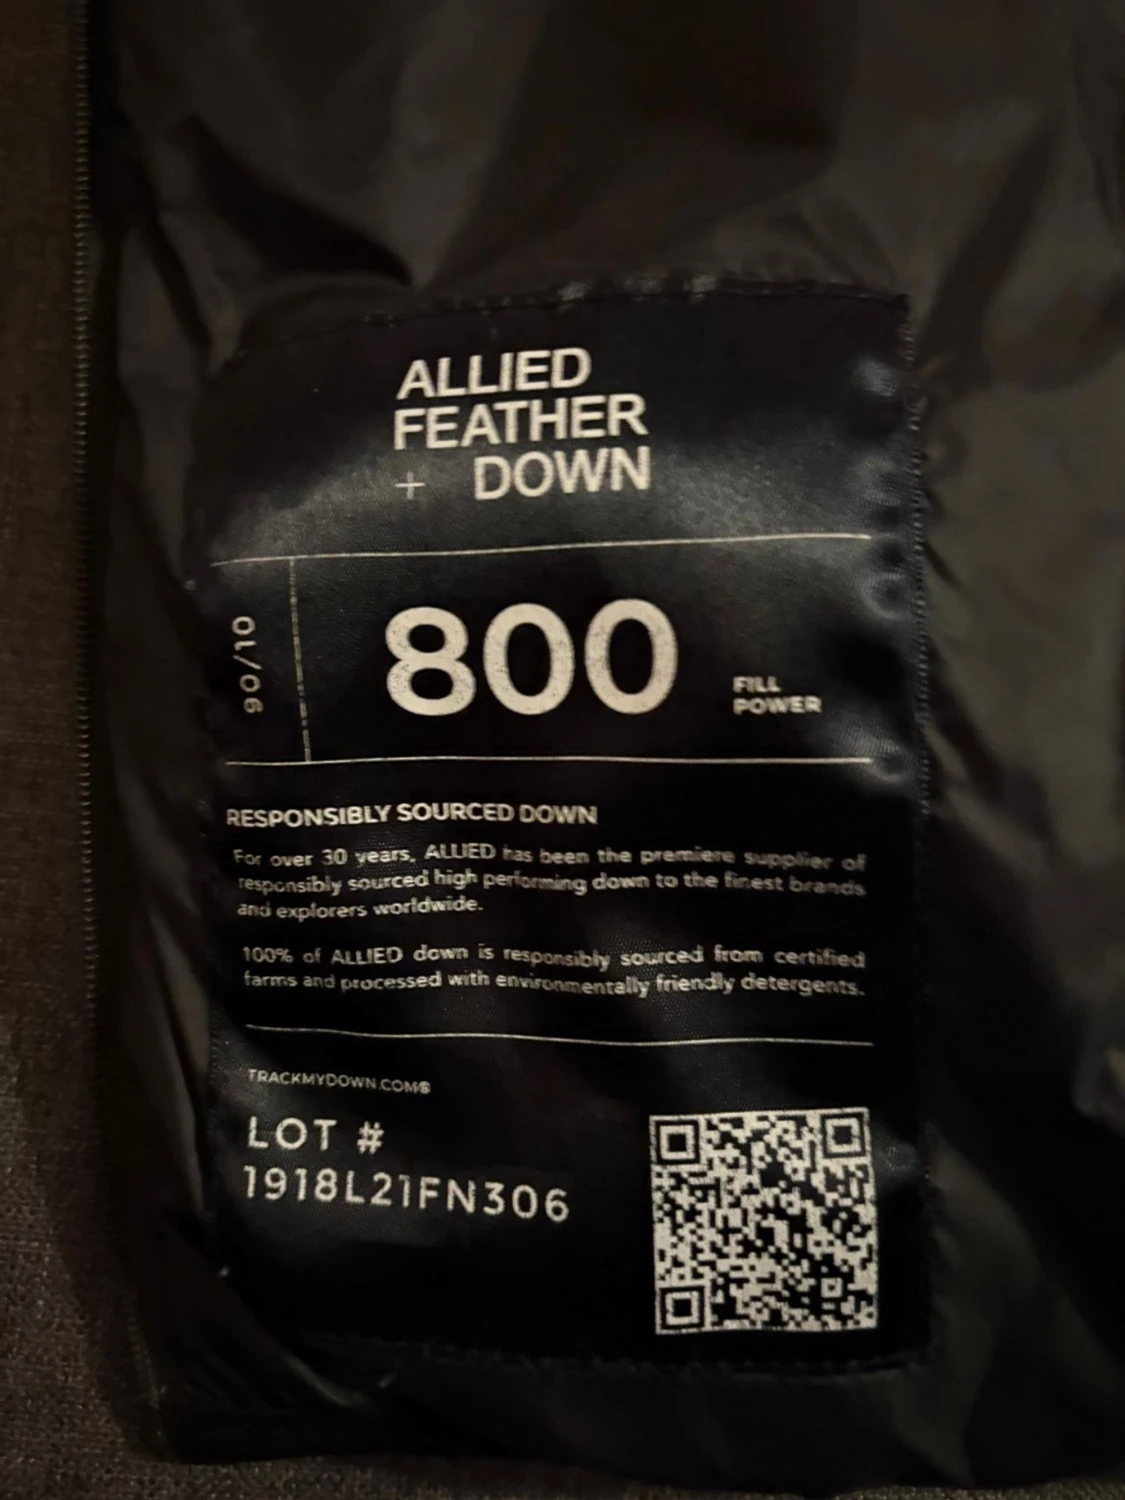 ALLIED
FEATHER
+ DOWN
01/06
800
FILL
POWER
RESPONSIBLY SOURCED DOWN
For over 30 years, ALLIED has been the premiere supplier of
responsibly sourced high performing down to the finest brands
and explorers worldwide.
100% of ALLIED down is responsibly sourced from certified
farms and processed with environmentally friendly detergents.
TRACKMYDOWN.COM®
LOT #
1918L21FN306